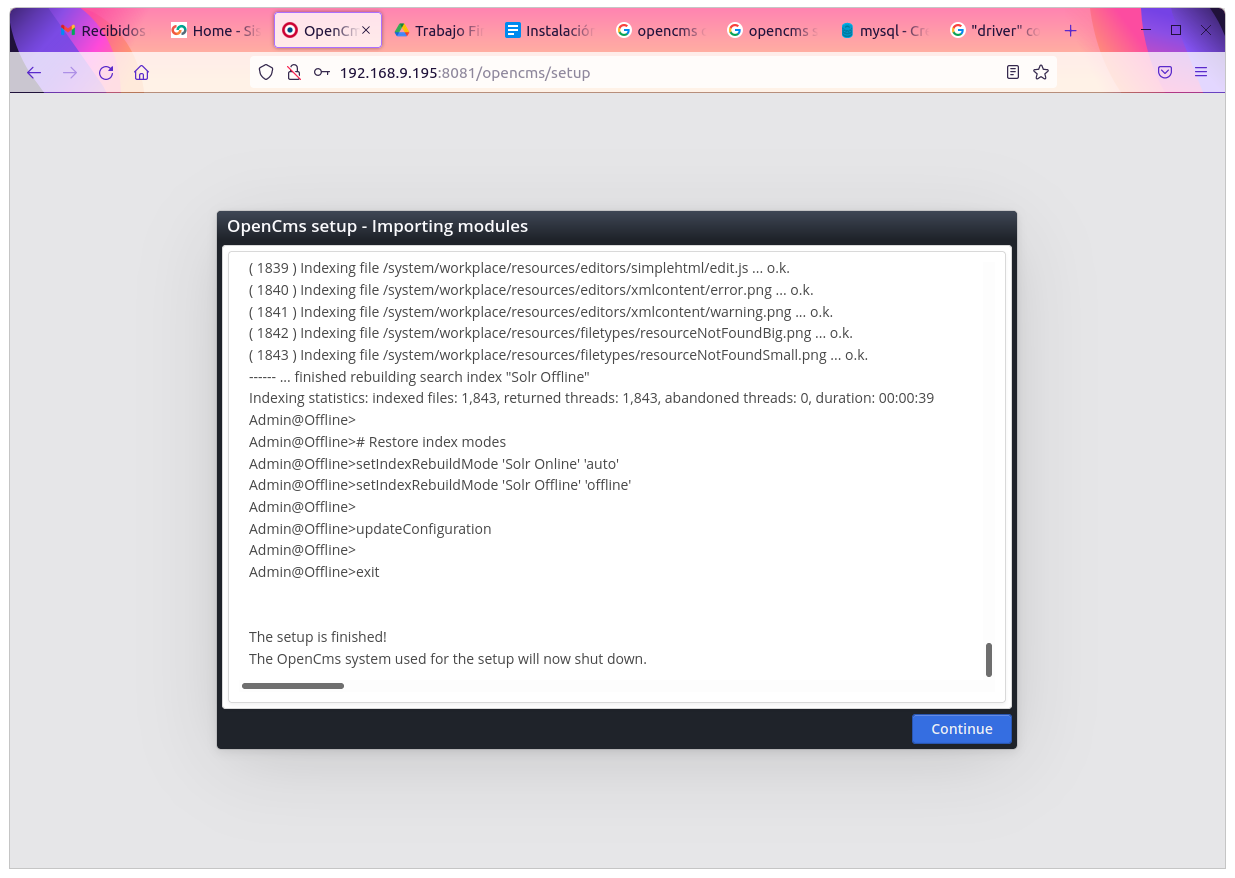 Recibidos
Home - Sis
OpenCm
Trabajo Fi
Instalación
opencms
opencms s
mysql - Cr
"driver" co
192.168.9.195:8081/opencms/setup
OpenCms setup - Importing modules
( 1839 ) Indexing file /system/workplace/resources/editors/simplehtml/edit.js ... o.k.
( 1840 ) Indexing file /system/workplace/resources/editors/xmlcontent/error.png ... o.k.
( 1841 ) Indexing file /system/workplace/resources/editors/xmlcontent/warning.png ... o.k.
( 1842 ) Indexing file /system/workplace/resources/filetypes/resourceNotFoundBig.png ... o.k.
( 1843 ) Indexing file /system/workplace/resources/filetypes/resourceNotFoundSmall.png ... o.k.
------ ... finished rebuilding search index "Solr Offline"
Indexing statistics: indexed files: 1,843, returned threads: 1,843, abandoned threads: 0, duration: 00:00:39
Admin@Offline>
Admin@Offline># Restore index modes
Admin@Offline>setIndexRebuildMode 'Solr Online' 'auto'
Admin@Offline>setIndexRebuildMode 'Solr Offline' 'offline'
Admin@Offline>
Admin@Offline>updateConfiguration
Admin@Offline>
Admin@Offline>exit
The setup is finished!
The OpenCms system used for the setup will now shut down.
Continue